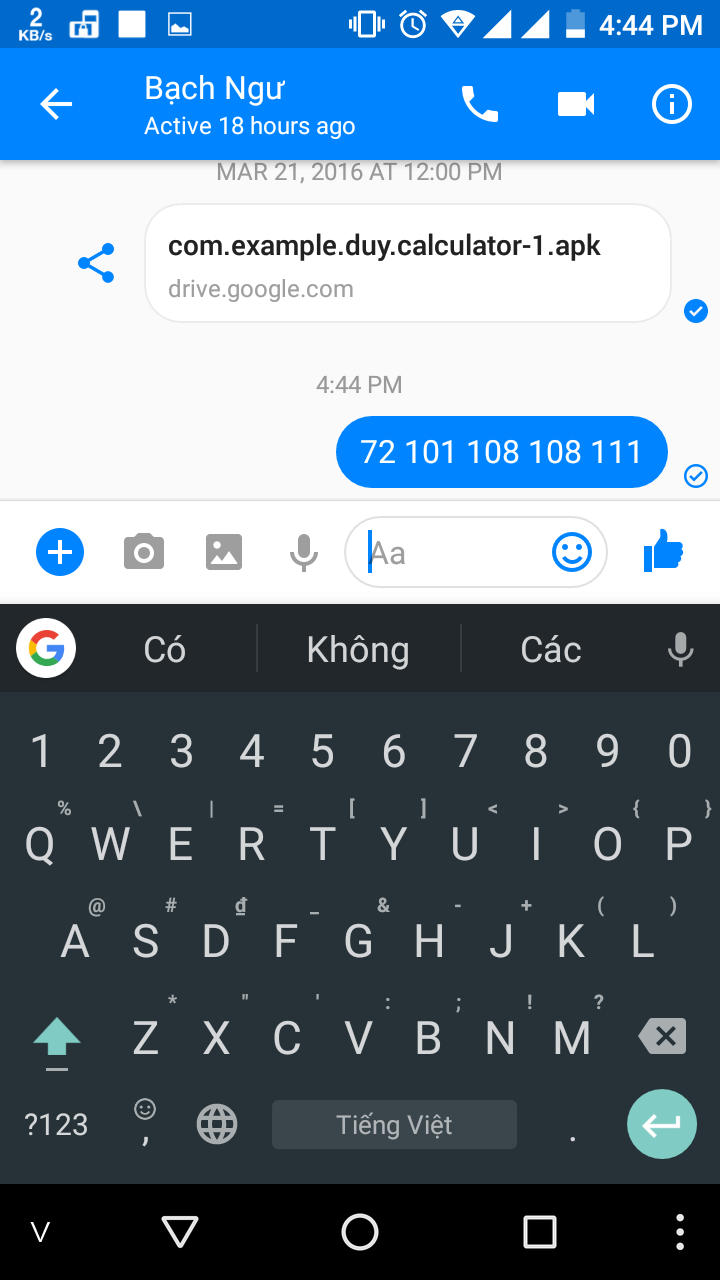 2
KB/s
4:44 PM
Bạch Ngư
Active 18 hours ago
MAR 21, 2016 AT 12:00 PM
com.example.duy.calculator-1.apk
drive.google.com
4:44 PM
72 101 108 108 111
Aa
G Có Không Các
1 2 3 4 5 6 7 8 9 0
% \ | = [ ] < > { }
Q W E R T Y U I O P
@ # ₫ _ & - + ( )
A S D F G H J K L
* " ' : ; ! ?
Z X C V B N M
?123 , Tiếng Việt .